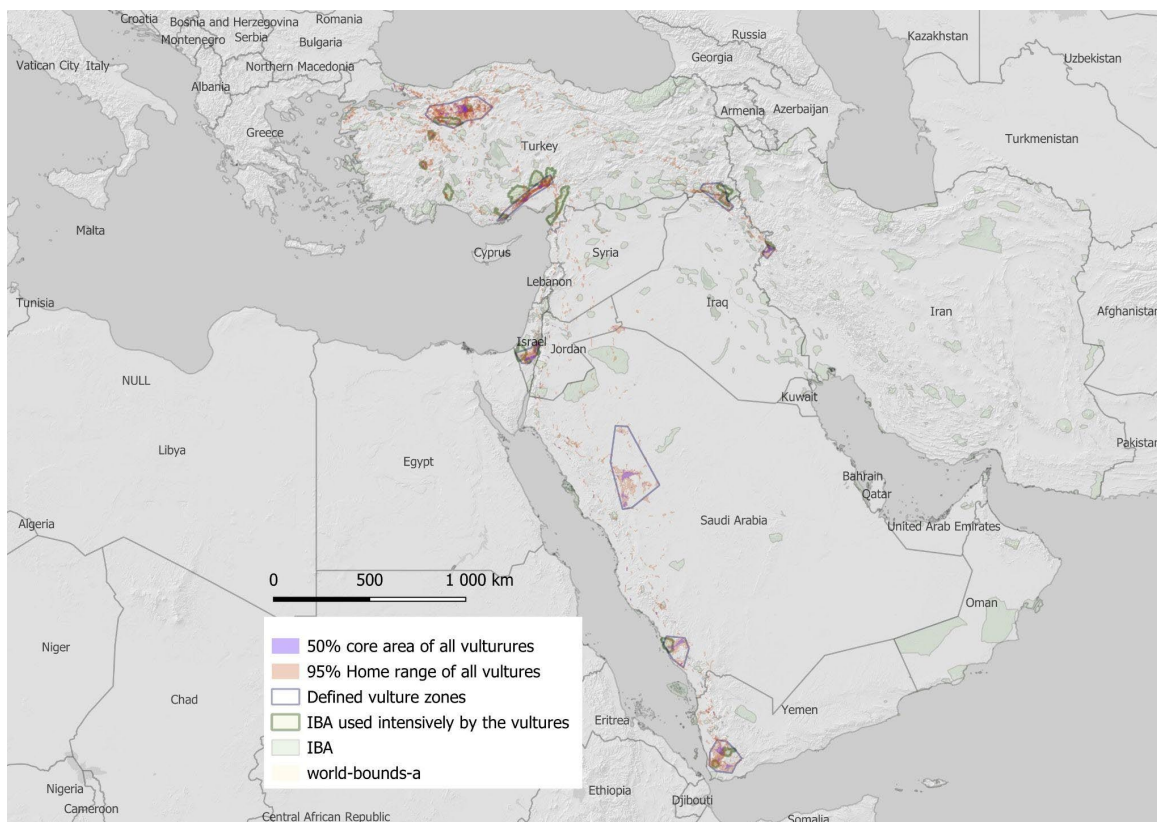 Croatia
Bosnia and Herzegovina
Romania
Montenegro
Serbia
Bulgaria
Vatican City Italy
Northern Macedonia
Albania
Greece
Russia
Georgia
Kazakhstan
Uzbekistan
Armenia
Azerbaijan
Turkmenistan
Turkey
Malta
Cyprus
Syria
Lebanon
Tunisia
Iraq
Iran
Afghanistan
Israel
Jordan
NULL
Kuwait
Pakistan
Libya
Egypt
Bahrain
Qatar
Saudi Arabia
United Arab Emirates
Algeria
0 500 1 000 km
Oman
50% core area of all vulturures
95% Home range of all vultures
Defined vulture zones
IBA used intensively by the vultures
IBA
world-bounds-a
Niger
Chad
Yemen
Eritrea
Nigeria
Cameroon
Central African Republic
Ethiopia
Djibouti
Somalia